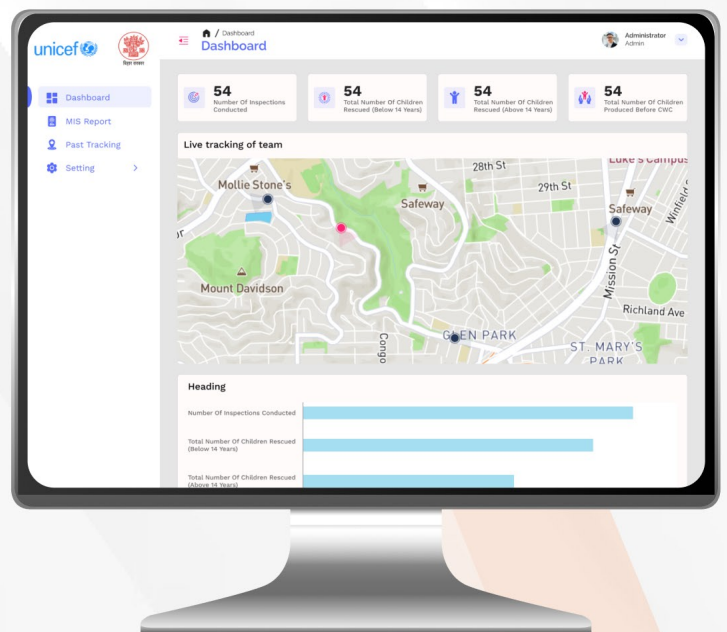 unicef
बिहार सरकार
/ Dashboard
Dashboard
Administrator
Admin
Dashboard
MIS Report
Past Tracking
Setting
54
Number Of Inspections
Conducted
54
Total Number Of Children
Rescued (Below 14 Years)
54
Total Number Of Children
Rescued (Above 14 Years)
54
Total Number Of Children
Produced Before CWC
Live tracking of team
28th St
Luke's Campus
Mollie Stone's
29th St
Safeway
Safeway
Mission St
Mount Davidson
Richland Ave
Congo
GLEN PARK
ST. MARY'S
PARK
Heading
Number Of Inspections Conducted
Total Number Of Children Rescued
(Below 14 Years)
Total Number Of Children Rescued
(Above 14 Years)